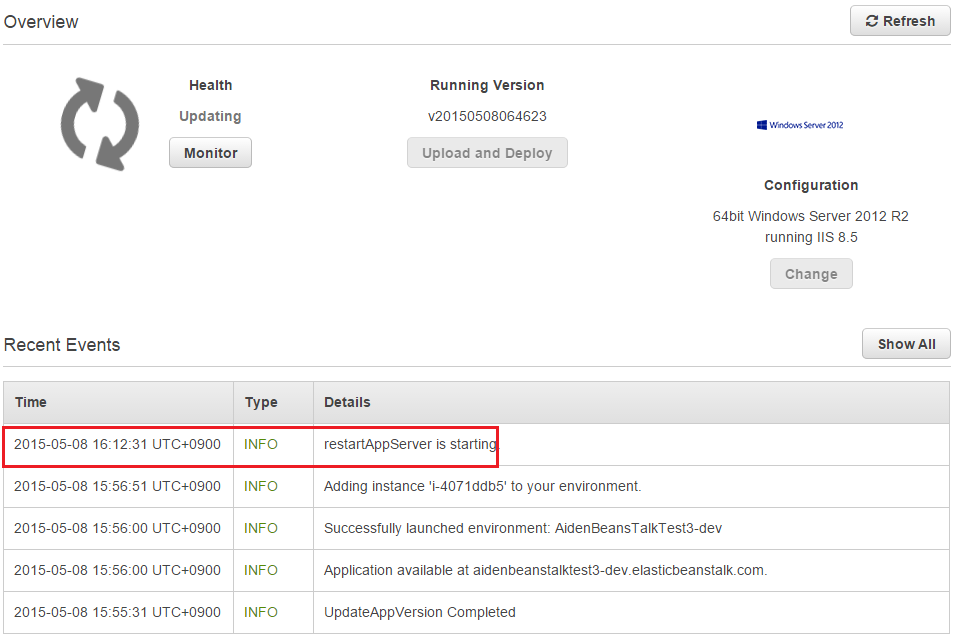 Overview
Refresh
Health
Running Version
Updating
v20150508064623
Windows Server 2012
Monitor
Upload and Deploy
Configuration
64bit Windows Server 2012 R2
running IIS 8.5
Change
Recent Events
Show All
Time Type Details
2015-05-08 16:12:31 UTC+0900 INFO restartAppServer is starting
2015-05-08 15:56:51 UTC+0900 INFO Adding instance 'i-4071ddb5' to your environment.
2015-05-08 15:56:00 UTC+0900 INFO Successfully launched environment: AidenBeansTalkTest3-dev
2015-05-08 15:56:00 UTC+0900 INFO Application available at aidenbeanstalktest3-dev.elasticbeanstalk.com.
2015-05-08 15:55:31 UTC+0900 INFO UpdateAppVersion Completed